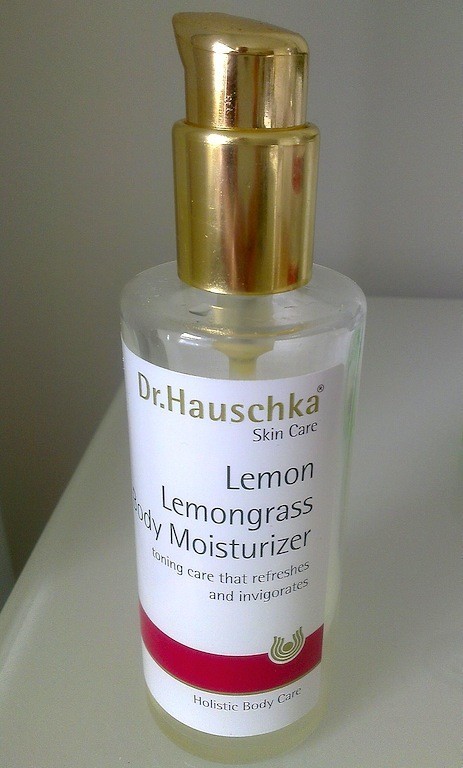 Dr.Hauschka®
Skin Care
Lemon
Lemongrass
Body Moisturizer
toning care that refreshes
and invigorates
Holistic Body Care